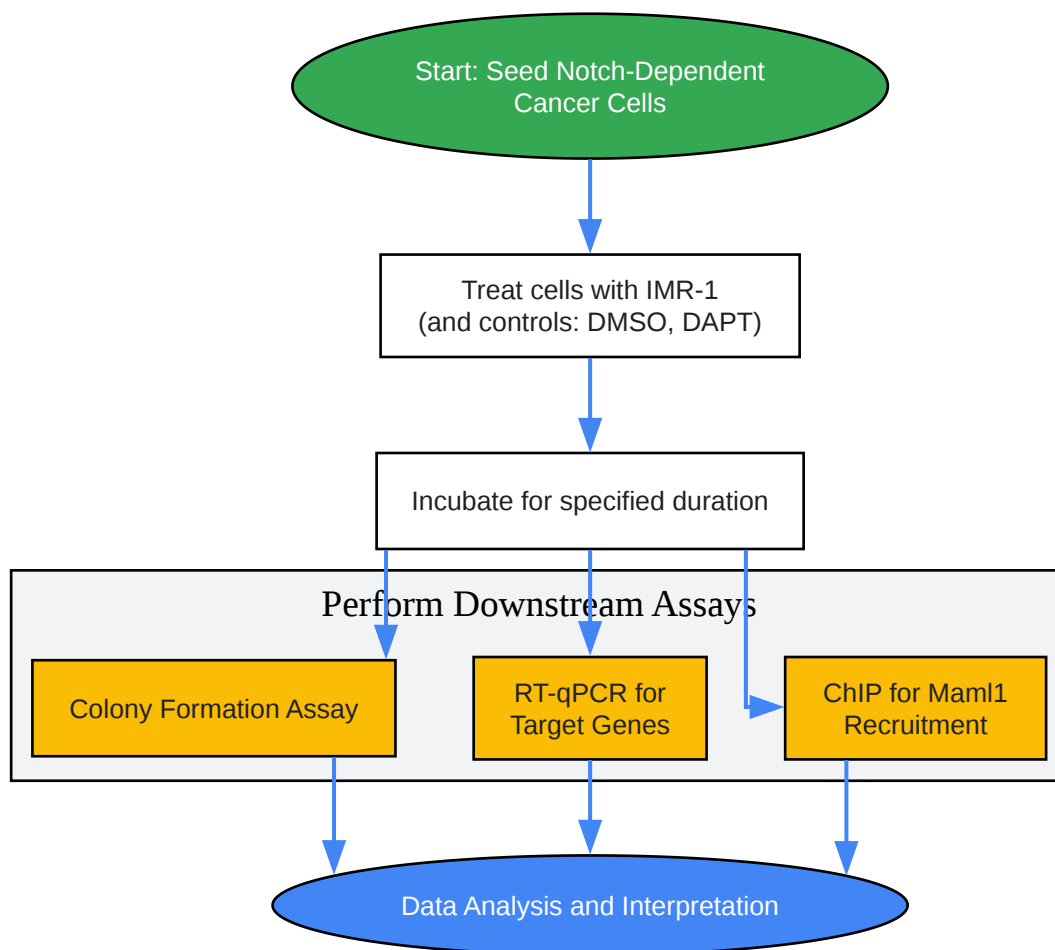 Start: Seed Notch-Dependent
Cancer Cells
Treat cells with IMR-1
(and controls: DMSO, DAPT)
Incubate for specified duration
Perform Downstream Assays
Colony Formation Assay
RT-qPCR for
Target Genes
ChIP for Maml1
Recruitment
Data Analysis and Interpretation